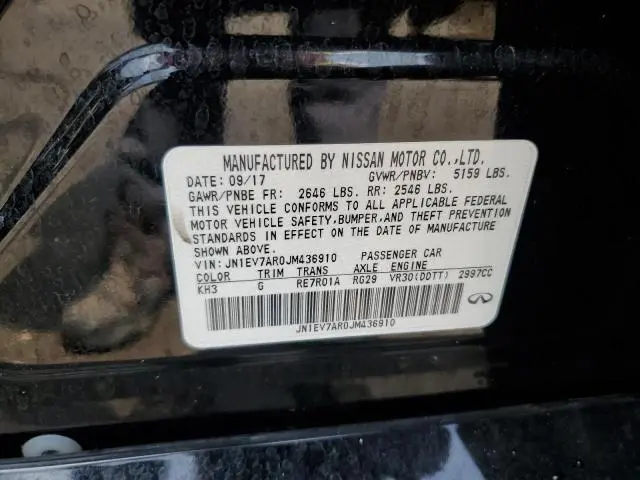 MANUFACTURED BY NISSAN MOTOR CO.,LTD.
DATE: 09/17 GVWR/PNBV: 5159 LBS.
GAWR/PNBE FR: 2646 LBS. RR: 2546 LBS.
THIS VEHICLE CONFORMS TO ALL APPLICABLE FEDERAL
MOTOR VEHICLE SAFETY,BUMPER,AND THEFT PREVENTION
STANDARDS IN EFFECT ON THE DATE OF MANUFACTURE
SHOWN ABOVE.
VIN: JN1EV7AR0JM436910 PASSENGER CAR
COLOR TRIM TRANS AXLE ENGINE
KH3 G RE7R01A RG29 VR30(DDTT) 2997CC
JN1EV7AR0JM436910